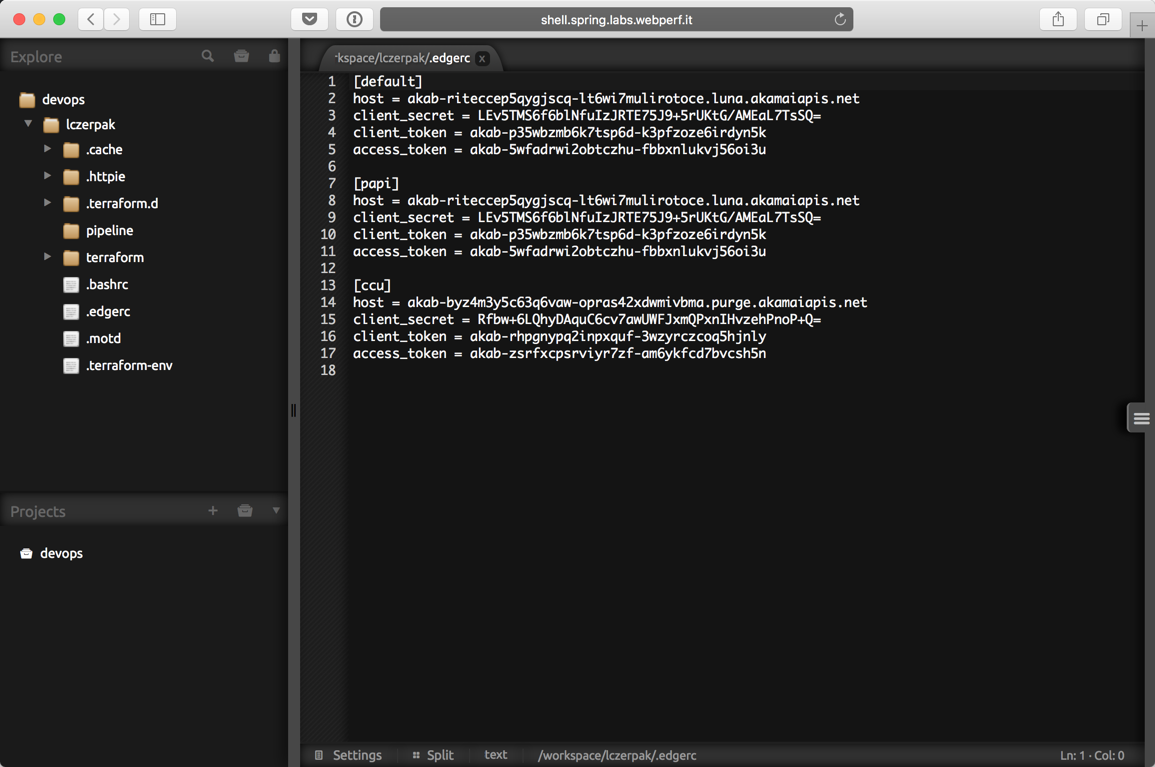 shell.spring.labs.webperf.it
Explore
devops
lczerpak
.cache
.httpie
.terraform.d
pipeline
terraform
.bashrc
.edgerc
.motd
.terraform-env
Projects
devops
kspace/lczerpak/.edgerc x
1 [default]
2 host = akab-riteccep5qygjscq-lt6wi7mulirotoce.luna.akamaiapis.net
3 client_secret = LEv5TMS6f6blNfuIzJRTE75J9+5rUKtG/AMEaL7TsSQ=
4 client_token = akab-p35wbzmb6k7tsp6d-k3pfzoze6irdyn5k
5 access_token = akab-5wfadrwi2obtczhu-fbbxnlukvj56oi3u
6
7 [papi]
8 host = akab-riteccep5qygjscq-lt6wi7mulirotoce.luna.akamaiapis.net
9 client_secret = LEv5TMS6f6blNfuIzJRTE75J9+5rUKtG/AMEaL7TsSQ=
10 client_token = akab-p35wbzmb6k7tsp6d-k3pfzoze6irdyn5k
11 access_token = akab-5wfadrwi2obtczhu-fbbxnlukvj56oi3u
12
13 [ccu]
14 host = akab-byz4m3y5c63q6vaw-opras42xdwmivbma.purge.akamaiapis.net
15 client_secret = Rfbw+6LQhyDAquC6cv7awUWFJxmQPxnIHvzehPnoP+Q=
16 client_token = akab-rhpgnypq2inpxquf-3wzyrczcoq5hjnly
17 access_token = akab-zsrfxcpsrviyr7zf-am6ykfcd7bvcsh5n
18
Settings Split text /workspace/lczerpak/.edgerc Ln: 1 · Col: 0